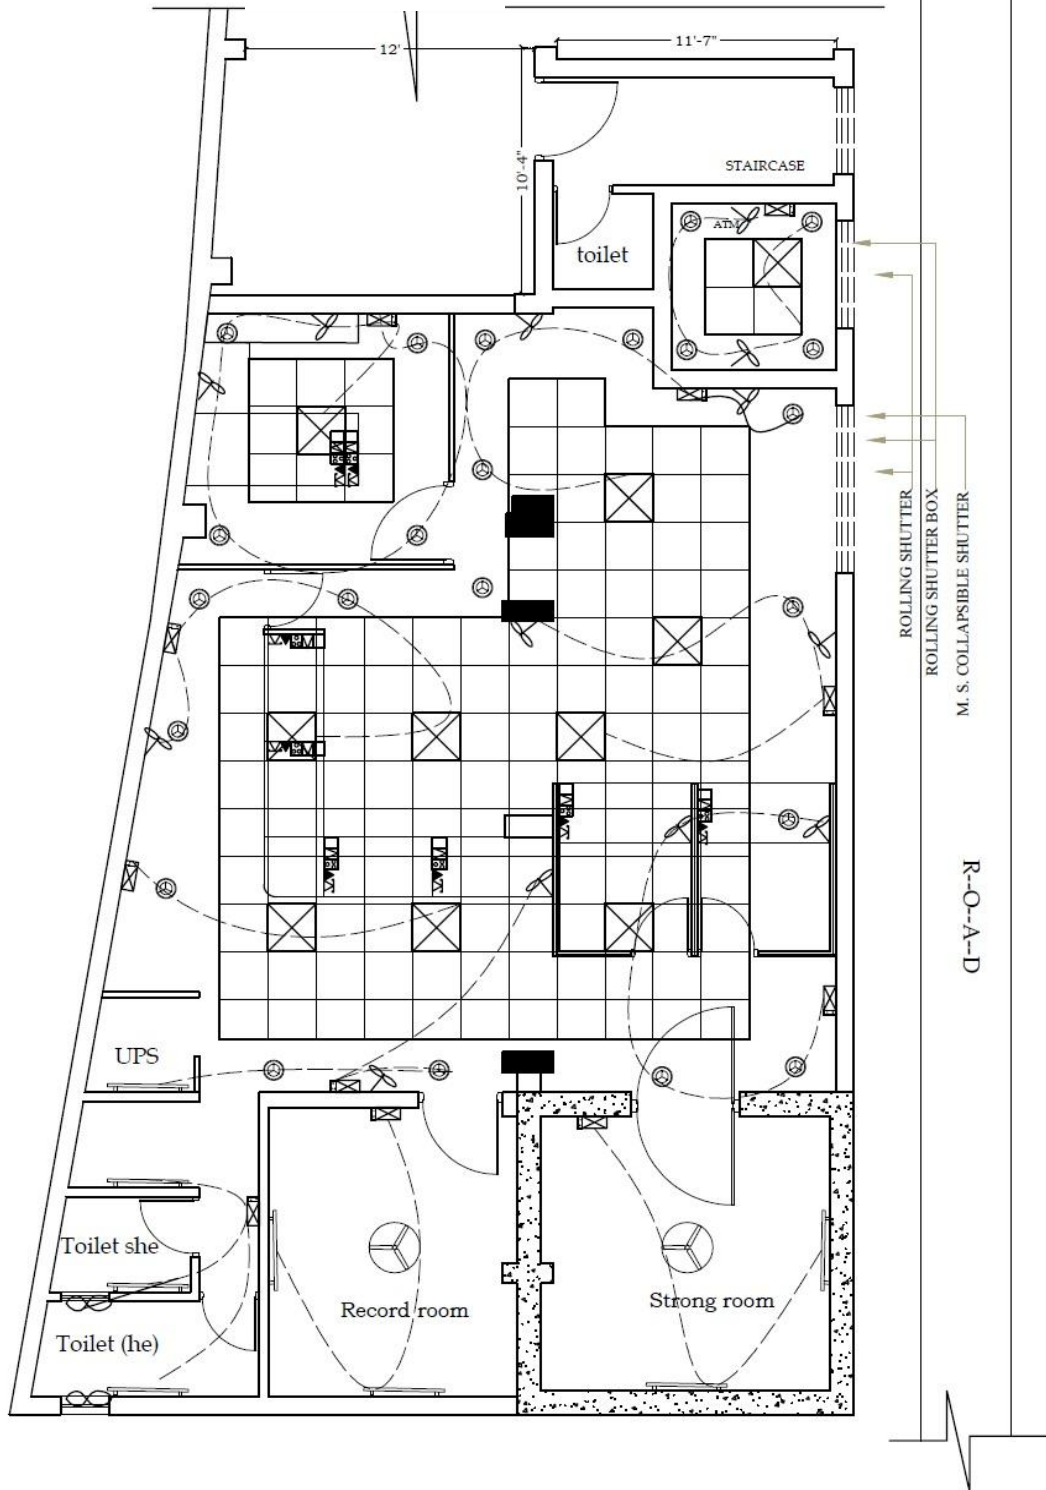 11'-7"
12'
10'-4"
STAIRCASE
ATM
toilet
ROLLING SHUTTER
ROLLING SHUTTER BOX
M. S. COLLAPSIBLE SHUTTER
R--O--A--D
UPS
Toilet she
Record room
Strong room
Toilet (he)